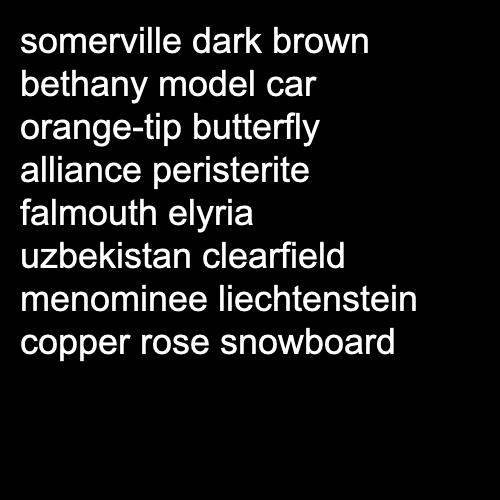 somerville dark brown
bethany model car
orange-tip butterfly
alliance peristerite
falmouth elyria
uzbekistan clearfield
menominee liechtenstein
copper rose snowboard